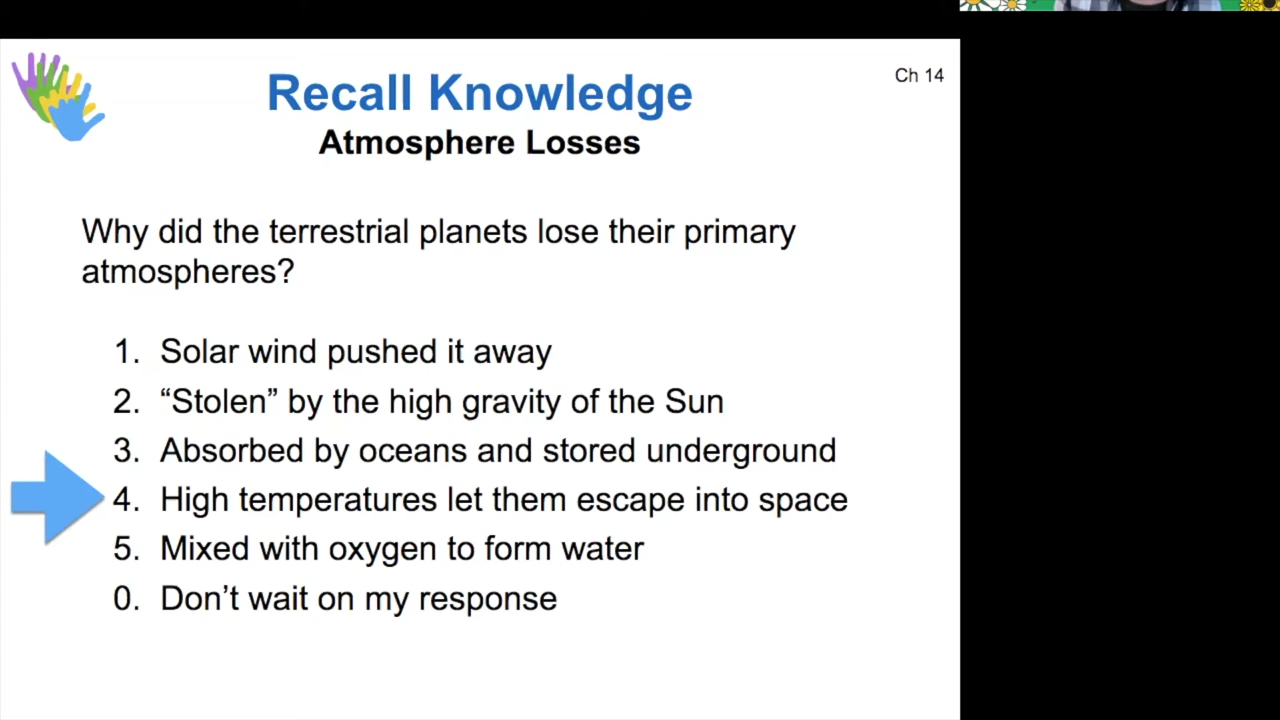 Recall Knowledge
Ch 14
Atmosphere Losses
Why did the terrestrial planets lose their primary
atmospheres?
1. Solar wind pushed it away
2. “Stolen” by the high gravity of the Sun
3. Absorbed by oceans and stored underground
4. High temperatures let them escape into space
5. Mixed with oxygen to form water
0. Don’t wait on my response